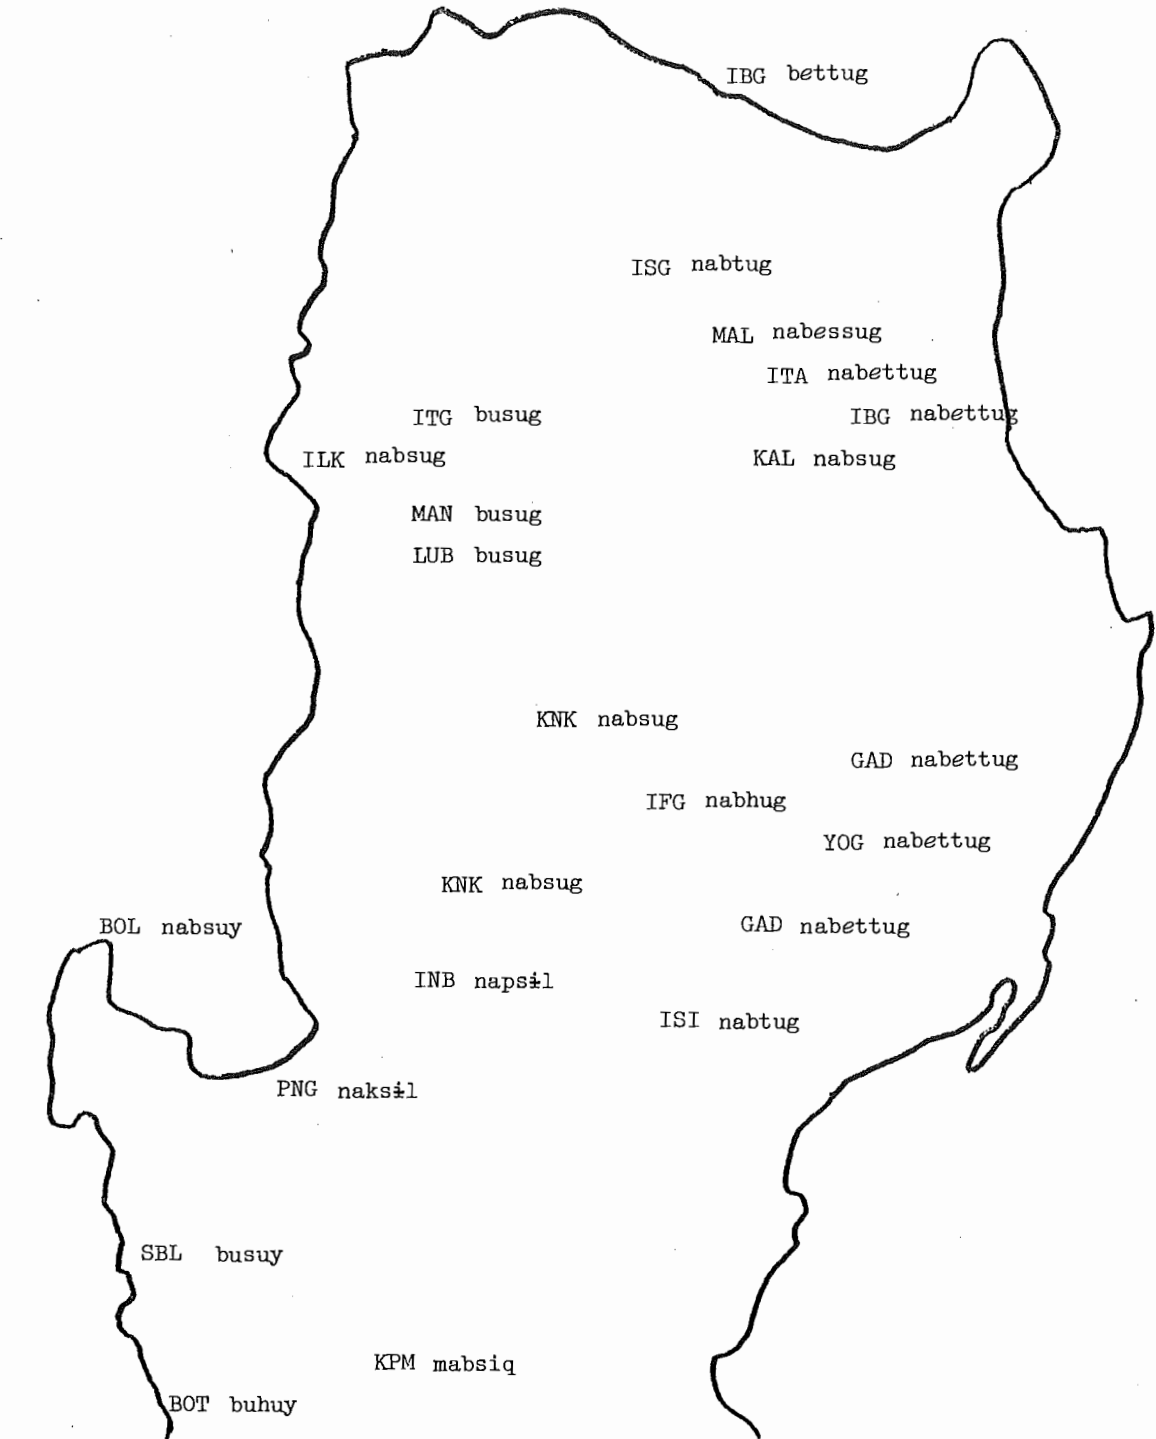 IBG bettug
ISG nabtug
MAL nabessug
ITA nabettug
ITG busug
IBG nabettug
ILK nabsug
KAL nabsug
MAN busug
LUB busug
KNK nabsug
GAD nabettug
IFG nabhug
YOG nabettug
KNK nabsug
BOL nabsuy
GAD nabettug
INB napsɨl
ISI nabtug
PNG naksɨl
SBL busuy
KPM mabsiq
BOT buhuy